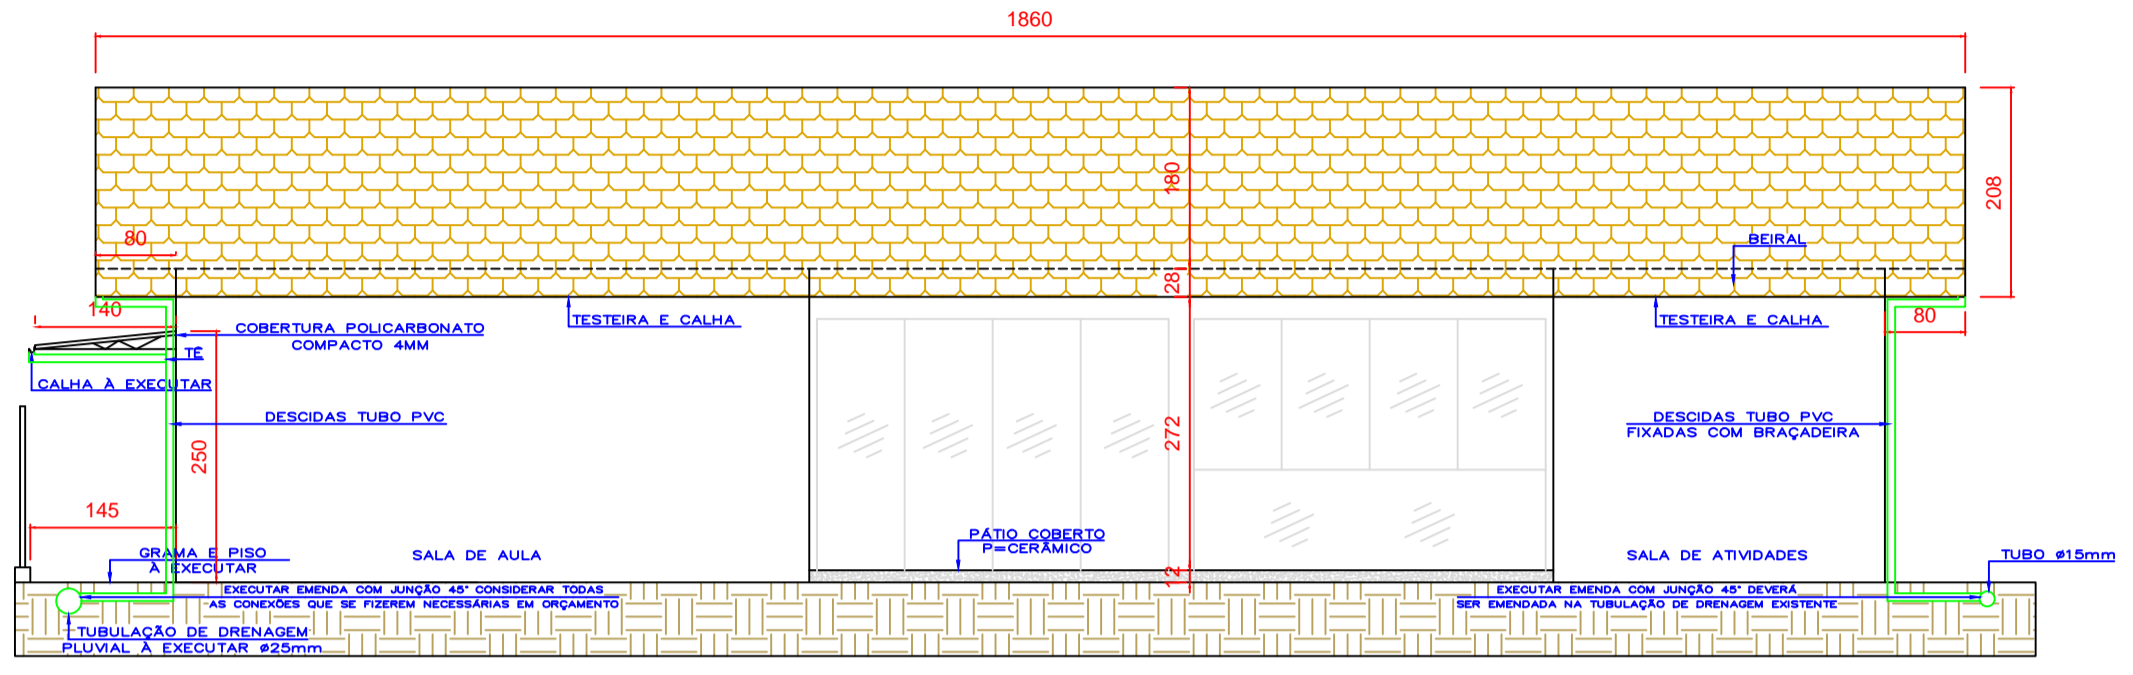 1860
180
208
80
BEIRAL
28
140
80
COBERTURA POLICARBONATO
COMPACTO 4MM
TESTEIRA E CALHA
TESTEIRA E CALHA
TÊ
CALHA À EXECUTAR
DESCIDAS TUBO PVC
DESCIDAS TUBO PVC
FIXADAS COM BRAÇADEIRA
250
272
145
GRAMA E PISO
À EXECUTAR
SALA DE AULA
PÁTIO COBERTO
P=CERÂMICO
SALA DE ATIVIDADES
TUBO ø15mm
12
EXECUTAR EMENDA COM JUNÇÃO 45° CONSIDERAR TODAS
AS CONEXÕES QUE SE FIZEREM NECESSÁRIAS EM ORÇAMENTO
EXECUTAR EMENDA COM JUNÇÃO 45° DEVERÁ
SER EMENDADA NA TUBULAÇÃO DE DRENAGEM EXISTENTE
TUBULAÇÃO DE DRENAGEM
PLUVIAL À EXECUTAR ø25mm